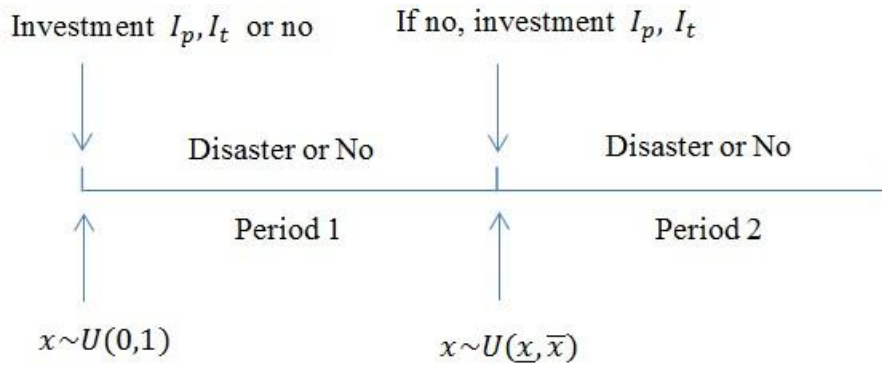 Investment I_p, I_t or no
If no, investment I_p, I_t
Disaster or No
Disaster or No
Period 1
Period 2
x~U(0,1)
x~U(x̲, x̅)